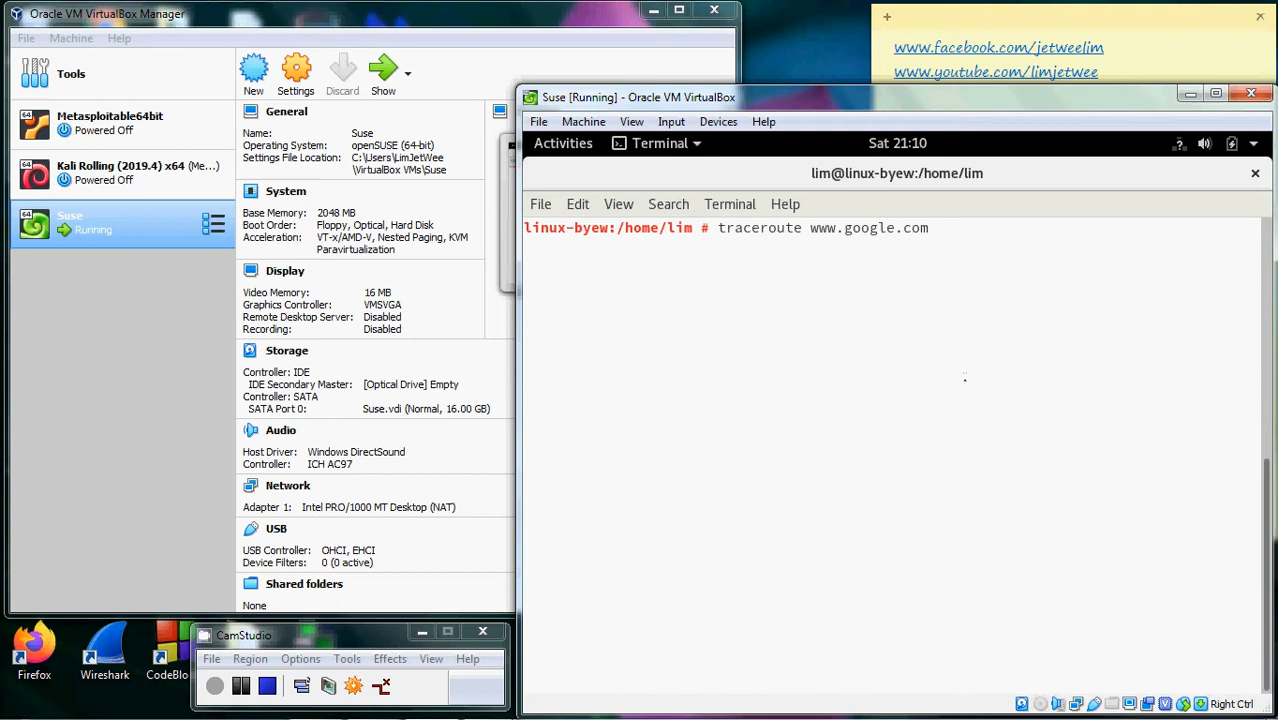 Oracle VM VirtualBox Manager
File Machine Help
Tools
Metasploitable64bit
Powered Off
Kali Rolling (2019.4) x64 (Me...)
Powered Off
Suse
Running
New Settings Discard Show
General
Name: Suse
Operating System: openSUSE (64-bit)
Settings File Location: C:\Users\LimJetWee
\VirtualBox VMs\Suse
System
Base Memory: 2048 MB
Boot Order: Floppy, Optical, Hard Disk
Acceleration: VT-x/AMD-V, Nested Paging, KVM
Paravirtualization
Display
Video Memory: 16 MB
Graphics Controller: VMSVGA
Remote Desktop Server: Disabled
Recording: Disabled
Storage
Controller: IDE
IDE Secondary Master: [Optical Drive] Empty
Controller: SATA
SATA Port 0: Suse.vdi (Normal, 16.00 GB)
Audio
Host Driver: Windows DirectSound
Controller: ICH AC97
Network
Adapter 1: Intel PRO/1000 MT Desktop (NAT)
USB
USB Controller: OHCI, EHCI
Device Filters: 0 (0 active)
Shared folders
None
www.facebook.com/jetweelim
www.youtube.com/limjetwee
Suse [Running] - Oracle VM VirtualBox
File Machine View Input Devices Help
Activities Terminal Sat 21:10
lim@linux-byew:/home/lim
File Edit View Search Terminal Help
linux-byew:/home/lim # traceroute www.google.com
Right Ctrl
CamStudio
File Region Options Tools Effects View Help
Firefox
Wireshark
CodeBlo